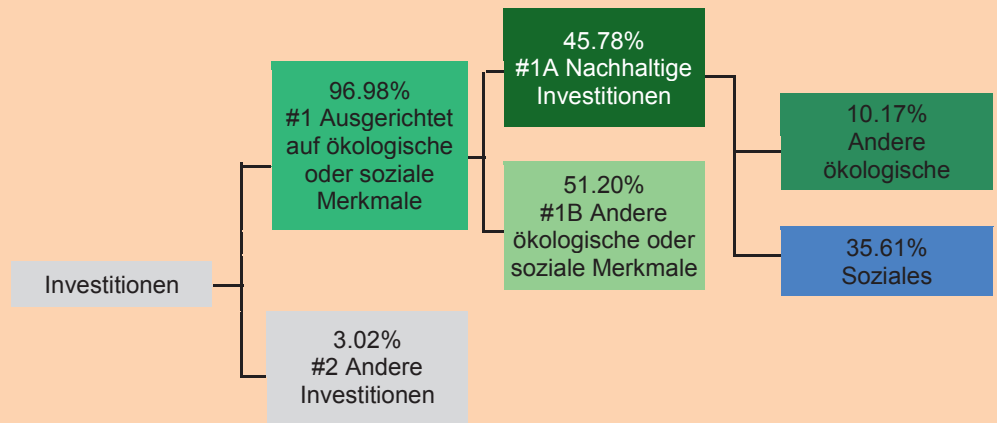 Investitionen
96.98%
#1 Ausgerichtet
auf ökologische
oder soziale
Merkmale
3.02%
#2 Andere
Investitionen
45.78%
#1A Nachhaltige
Investitionen
51.20%
#1B Andere
ökologische oder
soziale Merkmale
10.17%
Andere
ökologische
35.61%
Soziales